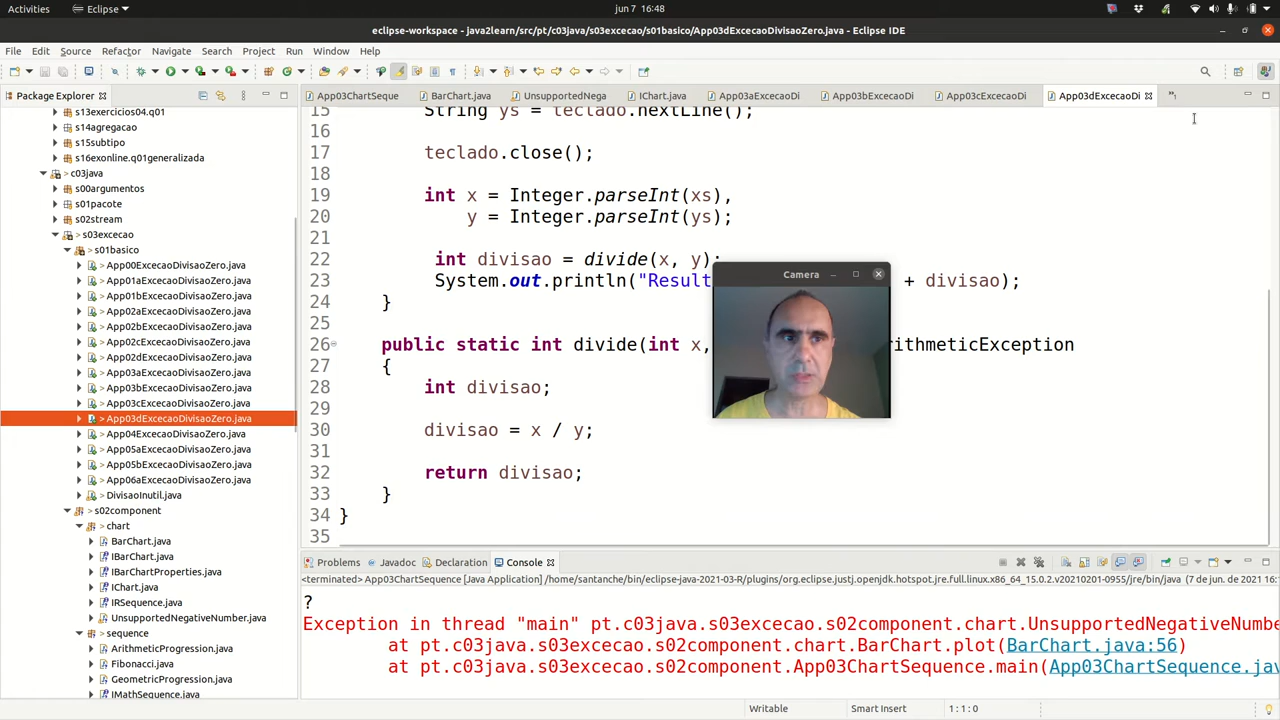 Activities
Eclipse
jun 7 16:48
eclipse-workspace - java2learn/src/pt/c03java/s03excecao/s01basico/App03dExcecaoDivisaoZero.java - Eclipse IDE
File Edit Source Refactor Navigate Search Project Run Window Help
Package Explorer
App03ChartSeque
BarChart.java
UnsupportedNega
IChart.java
App03aExcecaoDi
App03bExcecaoDi
App03cExcecaoDi
App03dExcecaoDi
s13exercicios04.q01
s14agregacao
s15subtipo
s16exonline.q01generalizada
c03java
s00argumentos
s01pacote
s02stream
s03excecao
s01basico
> App00ExcecaoDivisaoZero.java
> App01aExcecaoDivisaoZero.java
> App01bExcecaoDivisaoZero.java
> App02aExcecaoDivisaoZero.java
> App02bExcecaoDivisaoZero.java
> App02cExcecaoDivisaoZero.java
> App02dExcecaoDivisaoZero.java
> App03aExcecaoDivisaoZero.java
> App03bExcecaoDivisaoZero.java
> App03cExcecaoDivisaoZero.java
> App03dExcecaoDivisaoZero.java
> App04ExcecaoDivisaoZero.java
> App05aExcecaoDivisaoZero.java
> App05bExcecaoDivisaoZero.java
> App06aExcecaoDivisaoZero.java
> DivisaoInutil.java
> s02component
> chart
BarChart.java
IBarChart.java
IBarChartProperties.java
IChart.java
IRSequence.java
UnsupportedNegativeNumber.java
> sequence
ArithmeticProgression.java
Fibonacci.java
GeometricProgression.java
IMathSequence.java
15 String ys = teclado.nextLine();
16
17 teclado.close();
18
19 int x = Integer.parseInt(xs),
20 y = Integer.parseInt(ys);
21
22 int divisao = divide(x, y);
23 System.out.println("Result + divisao);
24 }
25
26 public static int divide(int x, rithmeticException
27 {
28 int divisao;
29
30 divisao = x / y;
31
32 return divisao;
33 }
34 }
35
Camera
Problems
Javadoc
Declaration
Console
<terminated> App03ChartSequence [Java Application] /home/santanche/bin/eclipse-java-2021-03-R/plugins/org.eclipse.justj.openjdk.hotspot.jre.full.linux.x86_64_15.0.2.v20210201-0955/jre/bin/java (7 de jun. de 2021 16:
?
Exception in thread "main" pt.c03java.s03excecao.s02component.chart.UnsupportedNegativeNumbe
at pt.c03java.s03excecao.s02component.chart.BarChart.plot(BarChart.java:56)
at pt.c03java.s03excecao.s02component.App03ChartSequence.main(App03ChartSequence.jav
Writable
Smart Insert
1 : 1 : 0